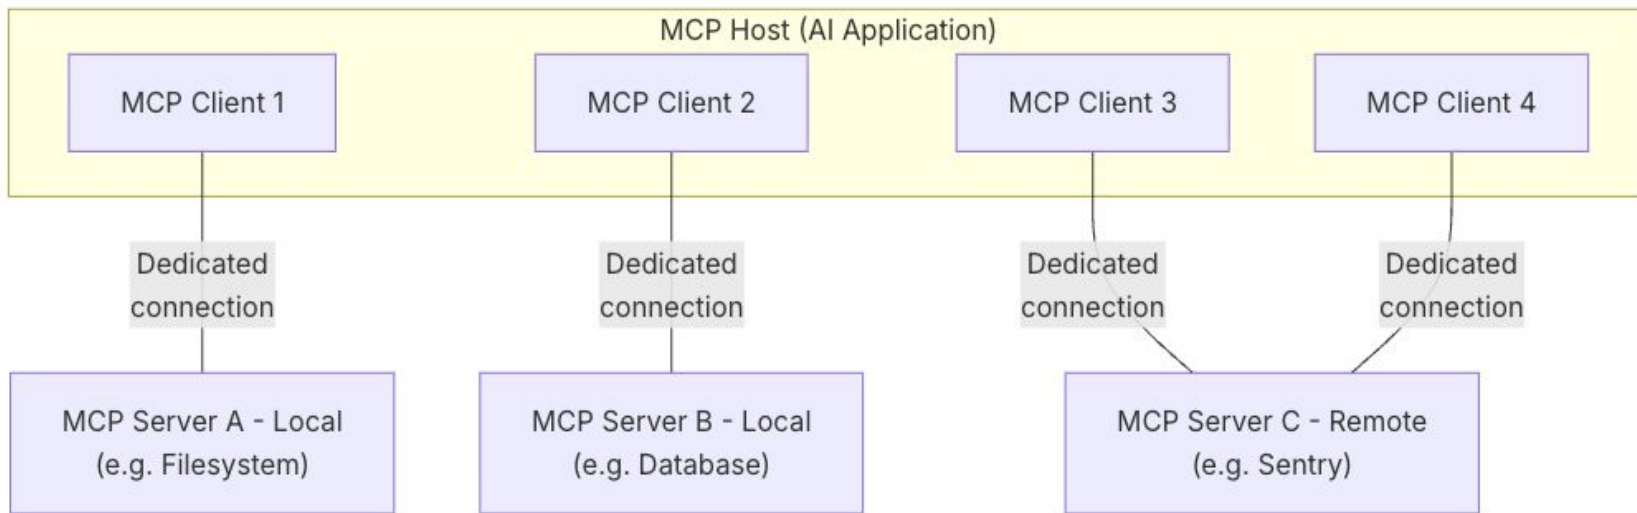 MCP Host (AI Application)
MCP Client 1
MCP Client 2
MCP Client 3
MCP Client 4
Dedicated
connection
Dedicated
connection
Dedicated
connection
Dedicated
connection
MCP Server A - Local
(e.g. Filesystem)
MCP Server B - Local
(e.g. Database)
MCP Server C - Remote
(e.g. Sentry)